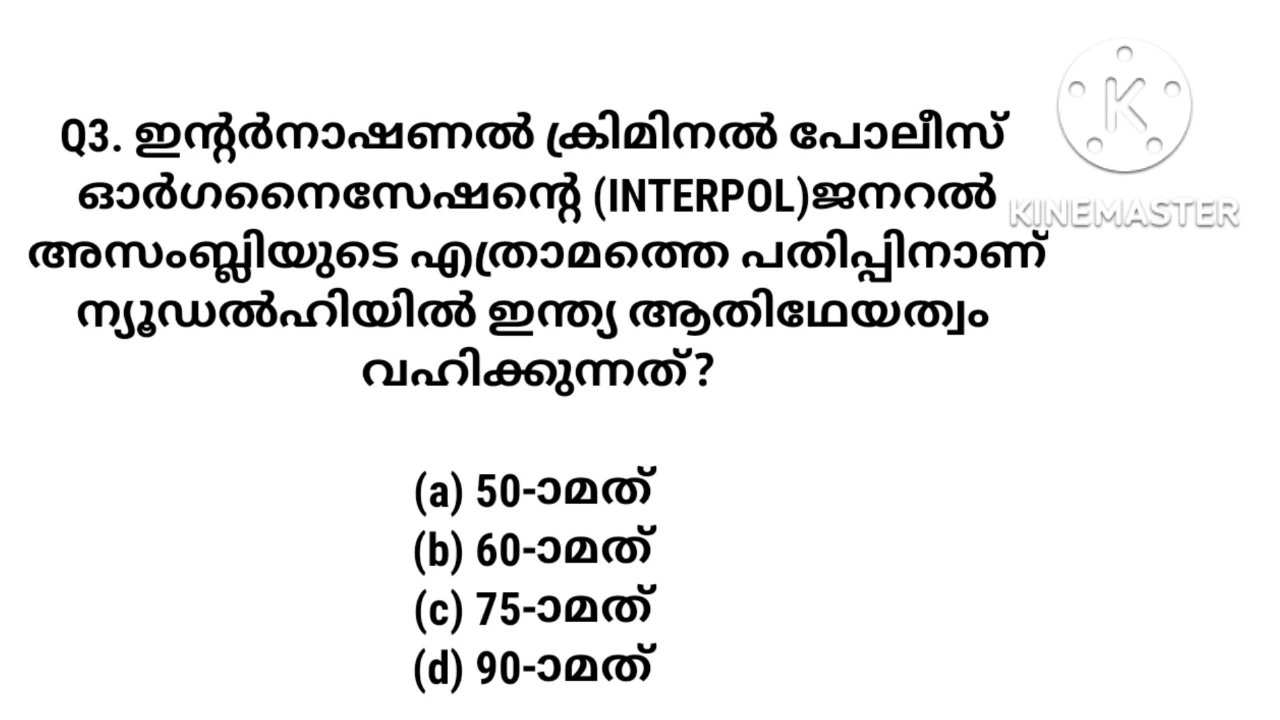 Q3. ഇന്റർനാഷണൽ ക്രിമിനൽ പോലീസ്
ഓർഗനൈസേഷന്റെ (INTERPOL)ജനറൽ
അസംബ്ലിയുടെ എത്രാമത്തെ പതിപ്പിനാണ്
ന്യൂഡൽഹിയിൽ ഇന്ത്യ ആതിഥേയത്വം
വഹിക്കുന്നത്?
(a) 50-ാമത്
(b) 60-ാമത്
(c) 75-ാമത്
(d) 90-ാമത്
K
KINEMASTER